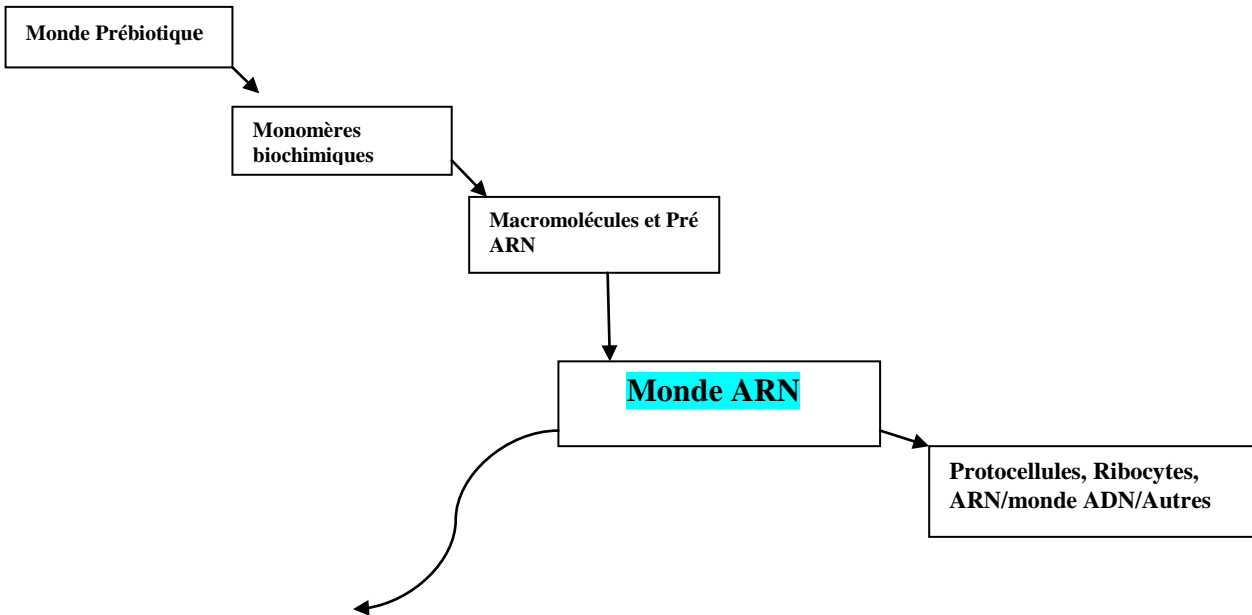 Monde Prébiotique
Monomères
biochimiques
Macromolécules et Pré
ARN
Monde ARN
Protocellules, Ribocytes,
ARN/monde ADN/Autres